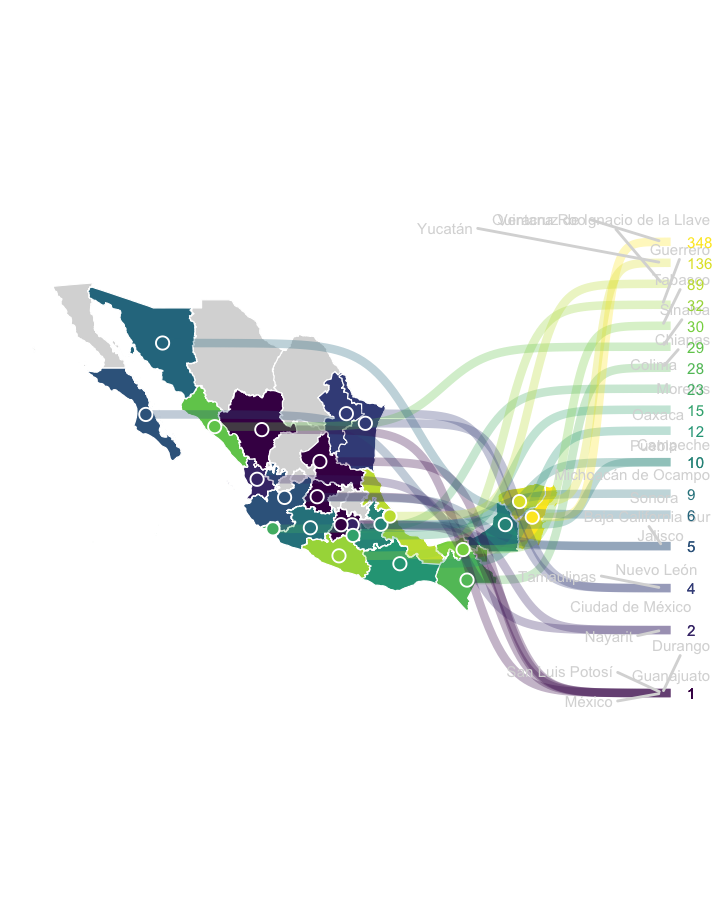 Quintana Roo
Veracruz de Ignacio de la Llave
Yucatán
348
Guerrero
136
Tabasco
89
32
Sinaloa
30
Chiapas
29
Colima
28
Morelos
23
Oaxaca
15
12
Puebla
Campeche
10
Michoacán de Ocampo
9
Sonora
6
Baja California Sur
Jalisco
5
Nuevo León
Tamaulipas
4
Ciudad de México
2
Nayarit
Durango
San Luis Potosí
Guanajuato
1
México